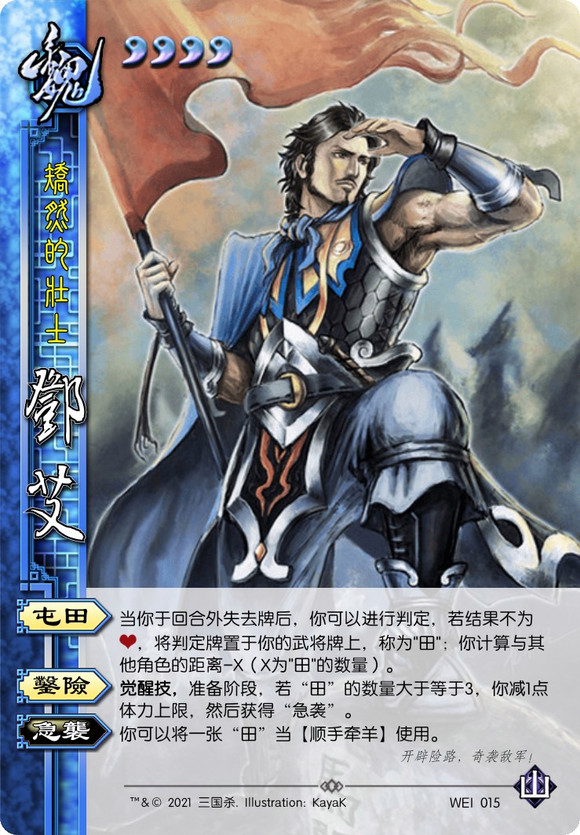 魏
矯然的壯士
鄧艾
屯田
当你于回合外失去牌后，你可以进行判定，若结果不为
❤，将判定牌置于你的武将牌上，称为"田"；你计算与其
他角色的距离-X（X为"田"的数量）。
鑿險
觉醒技，准备阶段，若“田”的数量大于等于3，你减1点
体力上限，然后获得“急袭”。
急襲
你可以将一张“田”当【顺手牵羊】使用。
开辟险路，奇袭敌军！
™&© 2021 三国杀. Illustration: KayaK
WEI 015
山